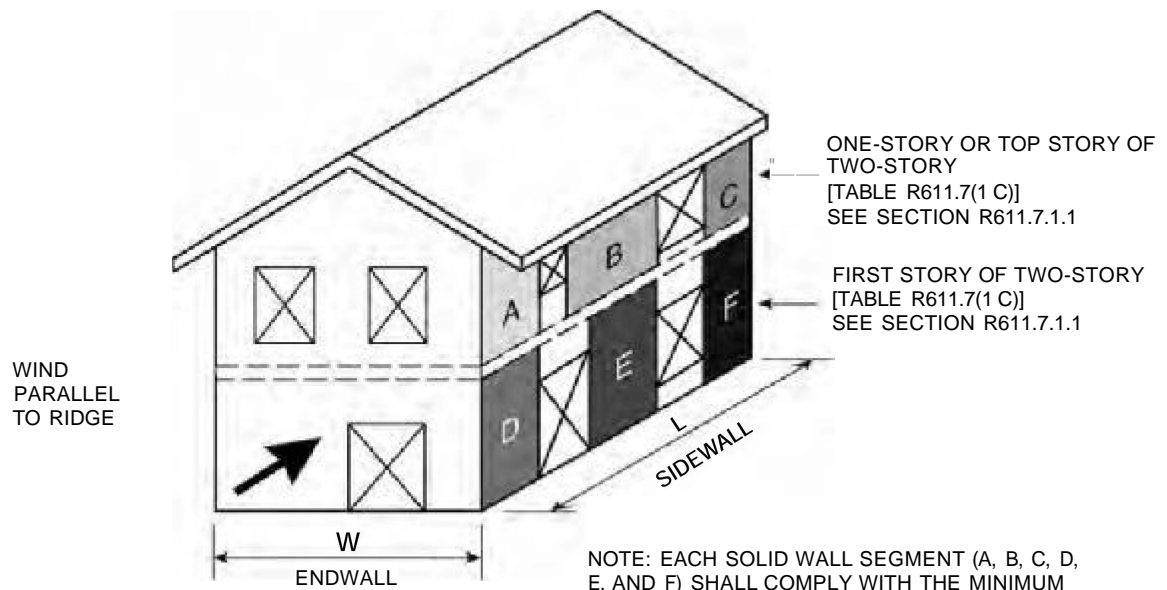 ONE-STORY OR TOP STORY OF
TWO-STORY
[TABLE R611.7(1 C)]
SEE SECTION R611.7.1.1
C
B
A
FIRST STORY OF TWO-STORY
[TABLE R611.7(1 C)]
SEE SECTION R611.7.1.1
F
E
D
WIND
PARALLEL
TO RIDGE
L
SIDEWALL
W
ENDWALL
NOTE: EACH SOLID WALL SEGMENT (A, B, C, D,
E, AND F) SHALL COMPLY WITH THE MINIMUM